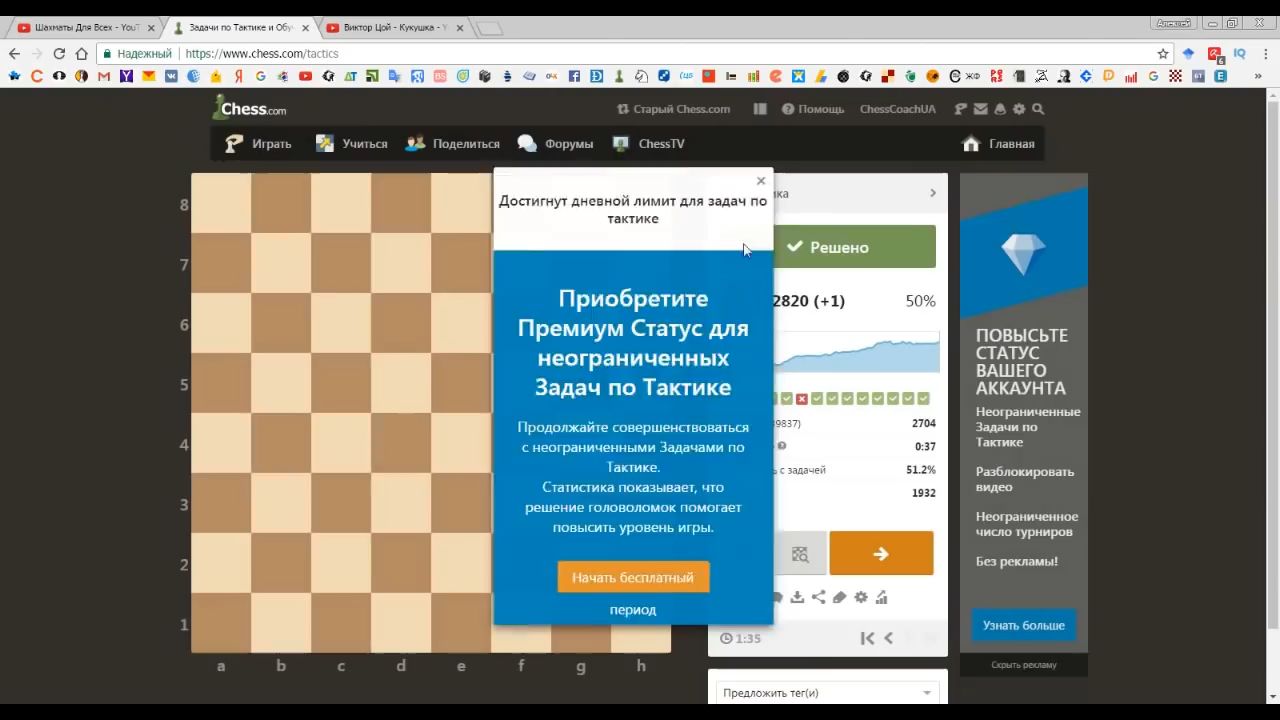 Шахматы Для Всех - YouT
Задачи по Тактике и Обуч
Виктор Цой - Кукушка - Y
Алексей
Надежный
https://www.chess.com/tactics
Chess.com
Старый Chess.com
Помощь
ChessCoachUA
Играть
Учиться
Поделиться
Форумы
ChessTV
Главная
8
7
6
5
4
3
2
1
a b c d e f g h
Достигнут дневной лимит для задач по
тактике
Приобретите
Премиум Статус для
неограниченных
Задач по Тактике
Продолжайте совершенствоваться
с неограниченными Задачами по
Тактике.
Статистика показывает, что
решение головоломок помогает
повысить уровень игры.
Начать бесплатный
период
ика
Решено
2820 (+1)
50%
9837)
2704
0:37
ь с задачей
51.2%
1932
1:35
Предложить тег(и)
ПОВЫСЬТЕ
СТАТУС
ВАШЕГО
АККАУНТА
Неограниченные
Задачи по
Тактике
Разблокировать
видео
Неограниченное
число турниров
Без рекламы!
Узнать больше
Скрыть рекламу